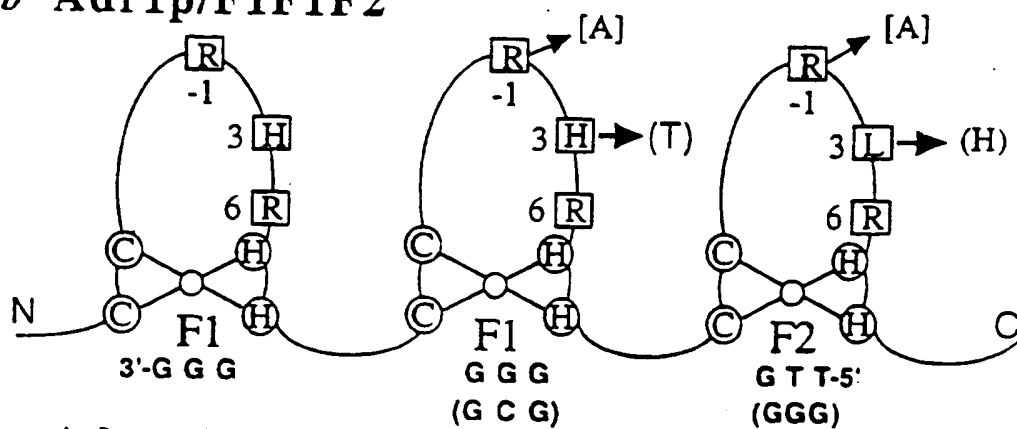 b Adr1p/F1F1F2
R [A] R [A] R
-1 -1 -1
3 H 3 H (T) 3 L (H)
6 R 6 R 6 R
C H C H C H
N C H C H C H C
F1 F1 F2
3'-G G G G G G G T T-5'
(G C G) (GGG)